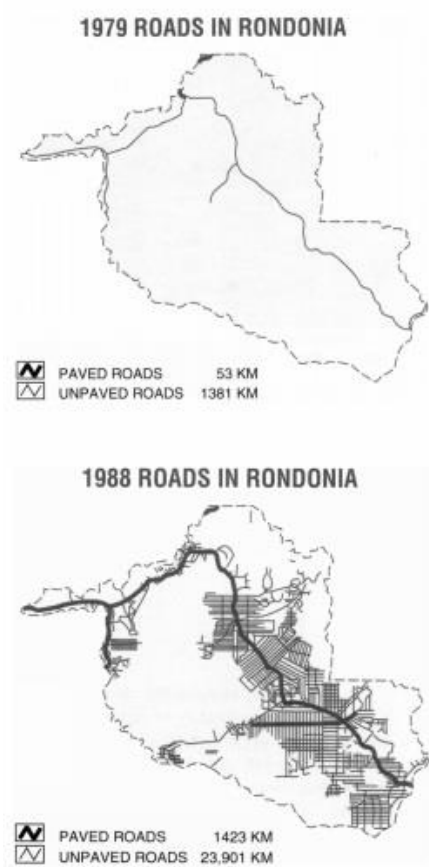 1979 ROADS IN RONDONIA
PAVED ROADS 53 KM
UNPAVED ROADS 1381 KM
1988 ROADS IN RONDONIA
PAVED ROADS 1423 KM
UNPAVED ROADS 23,901 KM